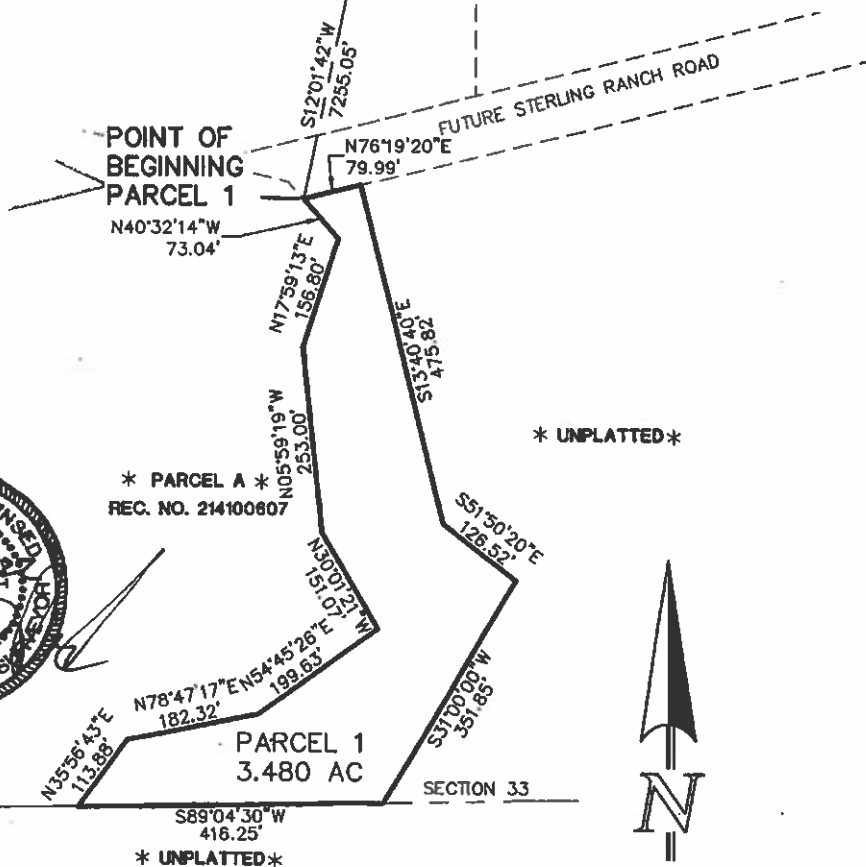 S12°01'42"W
7255.05'
FUTURE STERLING RANCH ROAD
POINT OF
BEGINNING
PARCEL 1
N76°19'20"E
79.99'
N40°32'14"W
73.04'
N17°59'13"E
156.80'
S13°40'40"E
475.82'
N05°59'19"W
253.00'
* UNPLATTED *
* PARCEL A *
REC. NO. 214100607
S51°50'20"E
126.52'
N30°01'21"W
151.07'
N54°45'26"E
199.63'
N78°47'17"E
182.32'
S31°00'00"W
351.85'
N35°56'43"E
113.88'
PARCEL 1
3.480 AC
SECTION 33
S89°04'30"W
416.25'
* UNPLATTED *
N